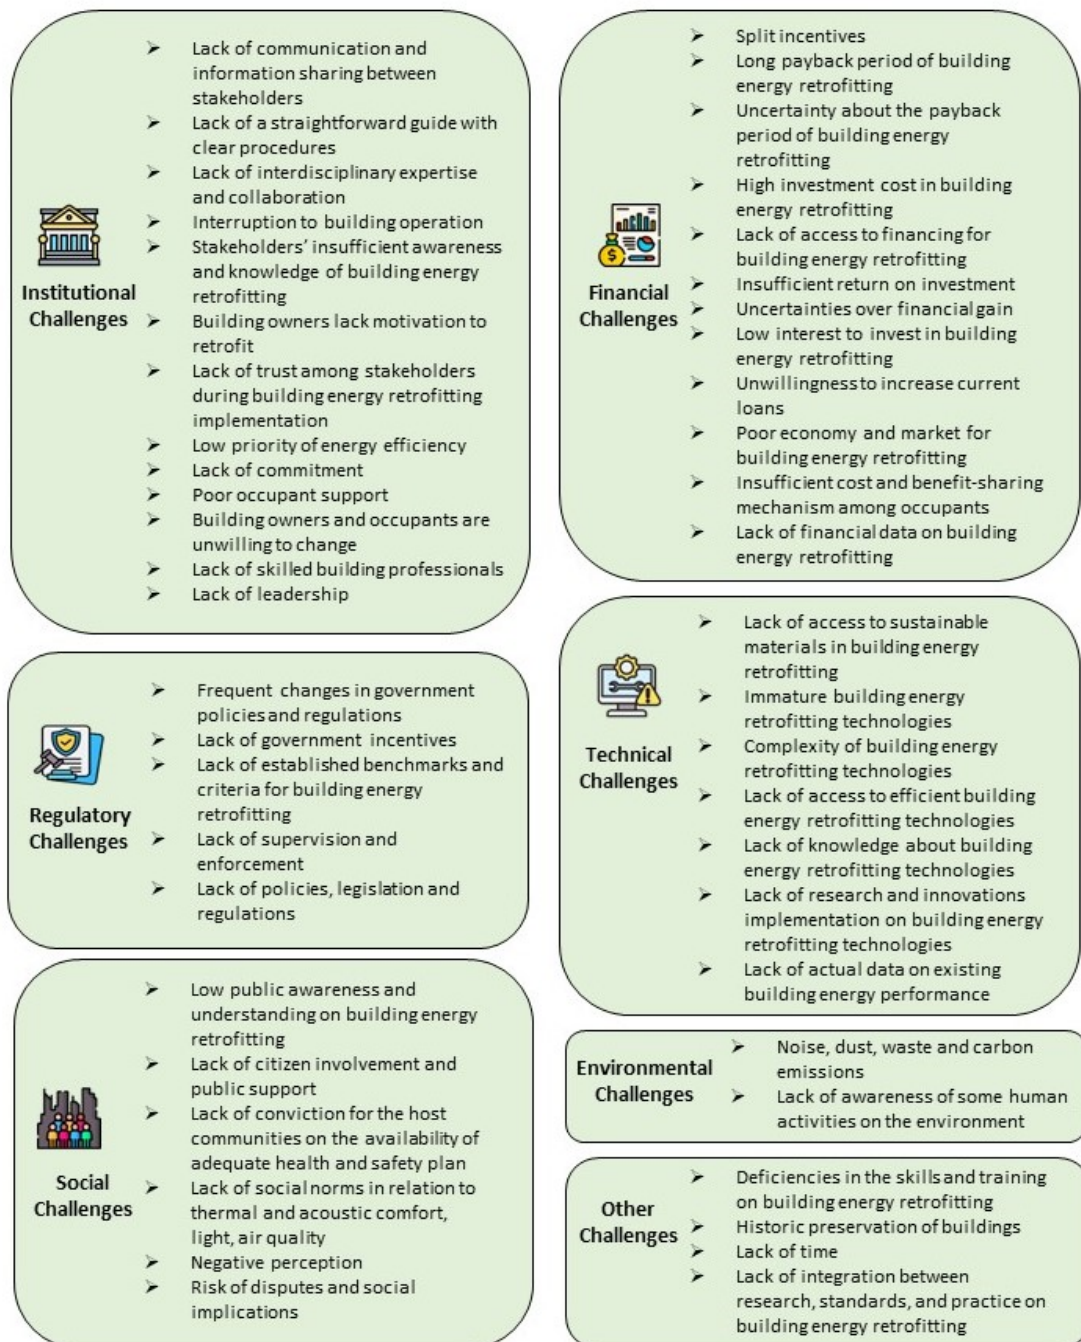 Institutional
Challenges
➢ Lack of communication and
information sharing between
stakeholders
➢ Lack of a straightforward guide with
clear procedures
➢ Lack of interdisciplinary expertise
and collaboration
➢ Interruption to building operation
➢ Stakeholders’ insufficient awareness
and knowledge of building energy
retrofitting
➢ Building owners lack motivation to
retrofit
➢ Lack of trust among stakeholders
during building energy retrofitting
implementation
➢ Low priority of energy efficiency
➢ Lack of commitment
➢ Poor occupant support
➢ Building owners and occupants are
unwilling to change
➢ Lack of skilled building professionals
➢ Lack of leadership
Regulatory
Challenges
➢ Frequent changes in government
policies and regulations
➢ Lack of government incentives
➢ Lack of established benchmarks and
criteria for building energy
retrofitting
➢ Lack of supervision and
enforcement
➢ Lack of policies, legislation and
regulations
Social
Challenges
➢ Low public awareness and
understanding on building energy
retrofitting
➢ Lack of citizen involvement and
public support
➢ Lack of conviction for the host
communities on the availability of
adequate health and safety plan
➢ Lack of social norms in relation to
thermal and acoustic comfort,
light, air quality
➢ Negative perception
➢ Risk of disputes and social
implications
Financial
Challenges
➢ Split incentives
➢ Long payback period of building
energy retrofitting
➢ Uncertainty about the payback
period of building energy
retrofitting
➢ High investment cost in building
energy retrofitting
➢ Lack of access to financing for
building energy retrofitting
➢ Insufficient return on investment
➢ Uncertainties over financial gain
➢ Low interest to invest in building
energy retrofitting
➢ Unwillingness to increase current
loans
➢ Poor economy and market for
building energy retrofitting
➢ Insufficient cost and benefit-sharing
mechanism among occupants
➢ Lack of financial data on building
energy retrofitting
Technical
Challenges
➢ Lack of access to sustainable
materials in building energy
retrofitting
➢ Immature building energy
retrofitting technologies
➢ Complexity of building energy
retrofitting technologies
➢ Lack of access to efficient building
energy retrofitting technologies
➢ Lack of knowledge about building
energy retrofitting technologies
➢ Lack of research and innovations
implementation on building energy
retrofitting technologies
➢ Lack of actual data on existing
building energy performance
Environmental
Challenges
➢ Noise, dust, waste and carbon
emissions
➢ Lack of awareness of some human
activities on the environment
Other
Challenges
➢ Deficiencies in the skills and training
on building energy retrofitting
➢ Historic preservation of buildings
➢ Lack of time
➢ Lack of integration between
research, standards, and practice on
building energy retrofitting